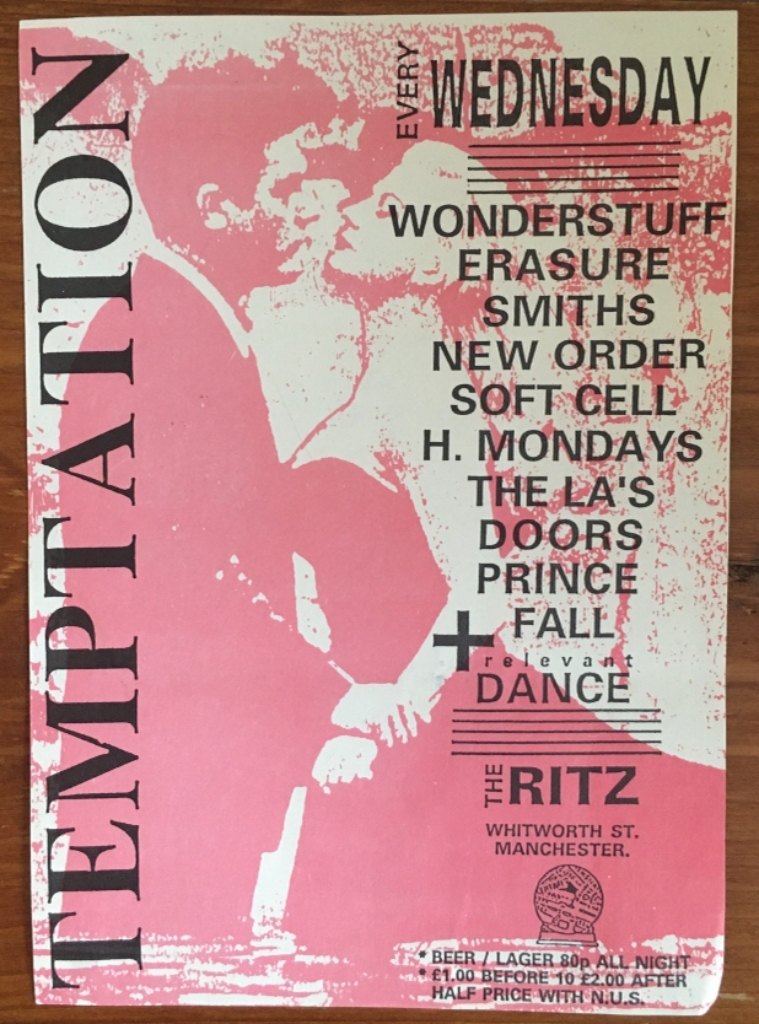 TEMPTATION
EVERY WEDNESDAY
WONDERSTUFF
ERASURE
SMITHS
NEW ORDER
SOFT CELL
H. MONDAYS
THE LA'S
DOORS
PRINCE
FALL
+ relevant
DANCE
THE RITZ
WHITWORTH ST.
MANCHESTER.
* BEER / LAGER 80p ALL NIGHT
* £1.00 BEFORE 10 £2.00 AFTER
HALF PRICE WITH N.U.S.